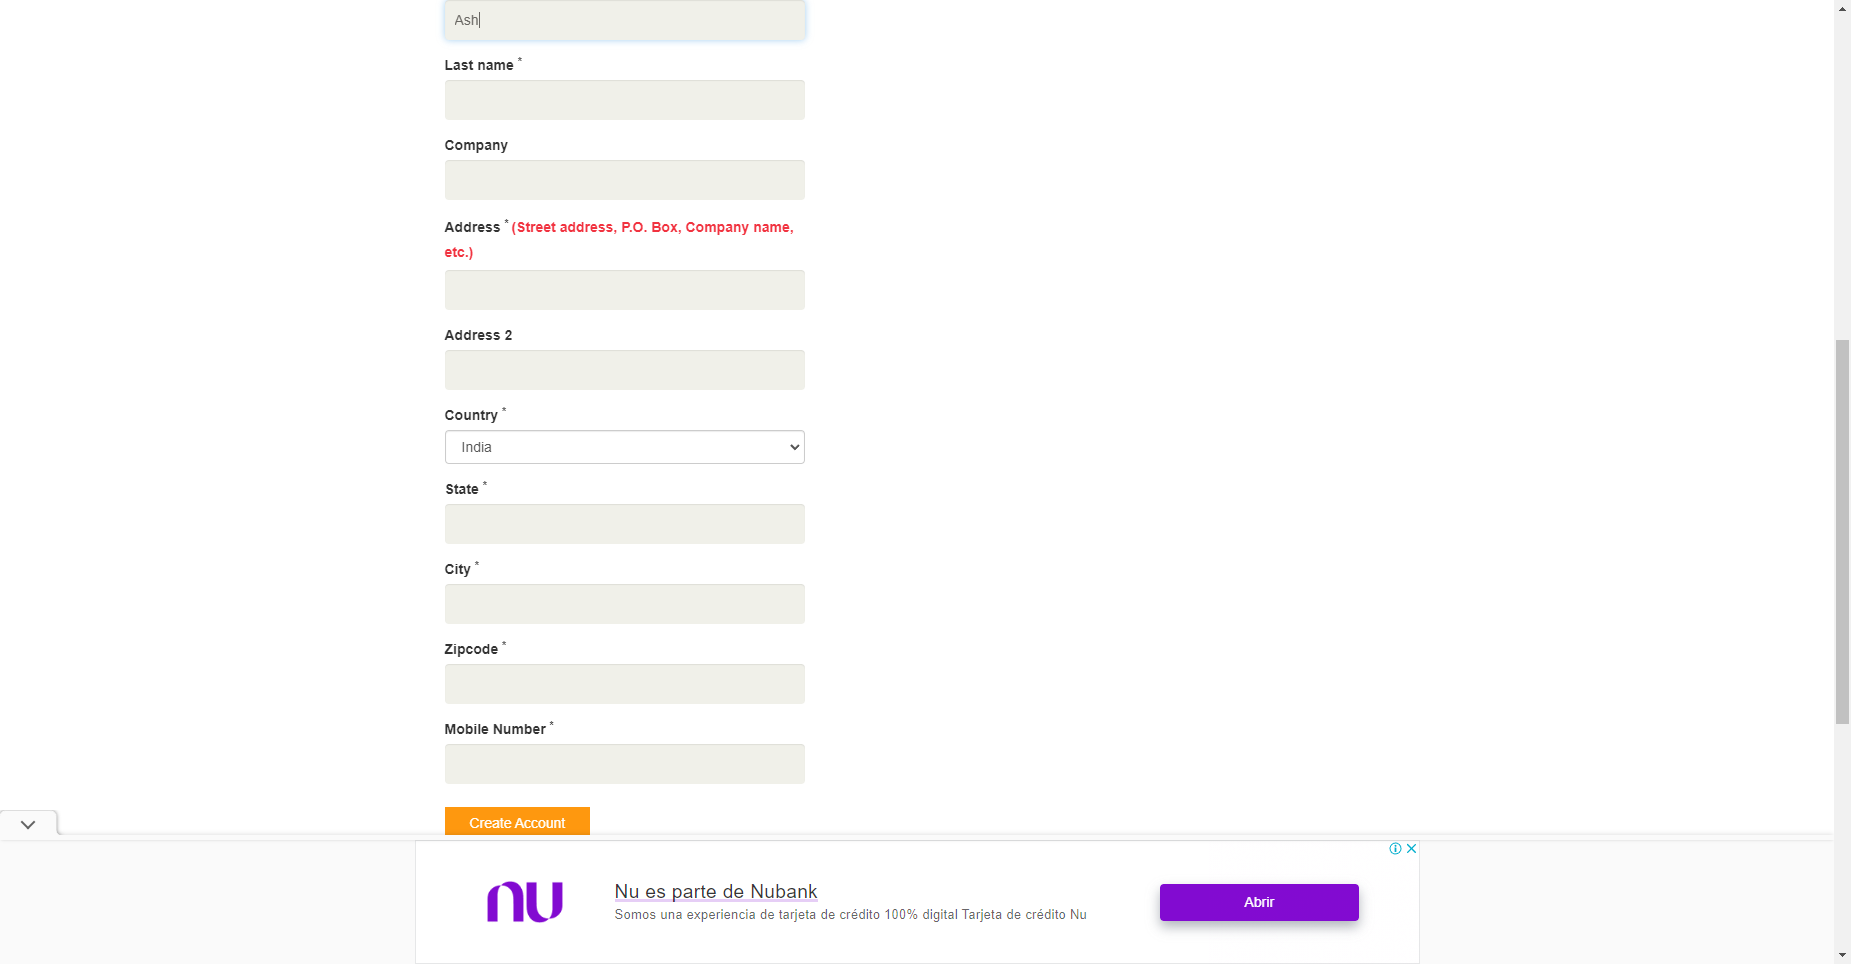 Ash
Last name *
Company
Address * (Street address, P.O. Box, Company name,
etc.)
Address 2
Country *
India
State *
City *
Zipcode *
Mobile Number *
Create Account
nu
Nu es parte de Nubank
Somos una experiencia de tarjeta de crédito 100% digital Tarjeta de crédito Nu
Abrir